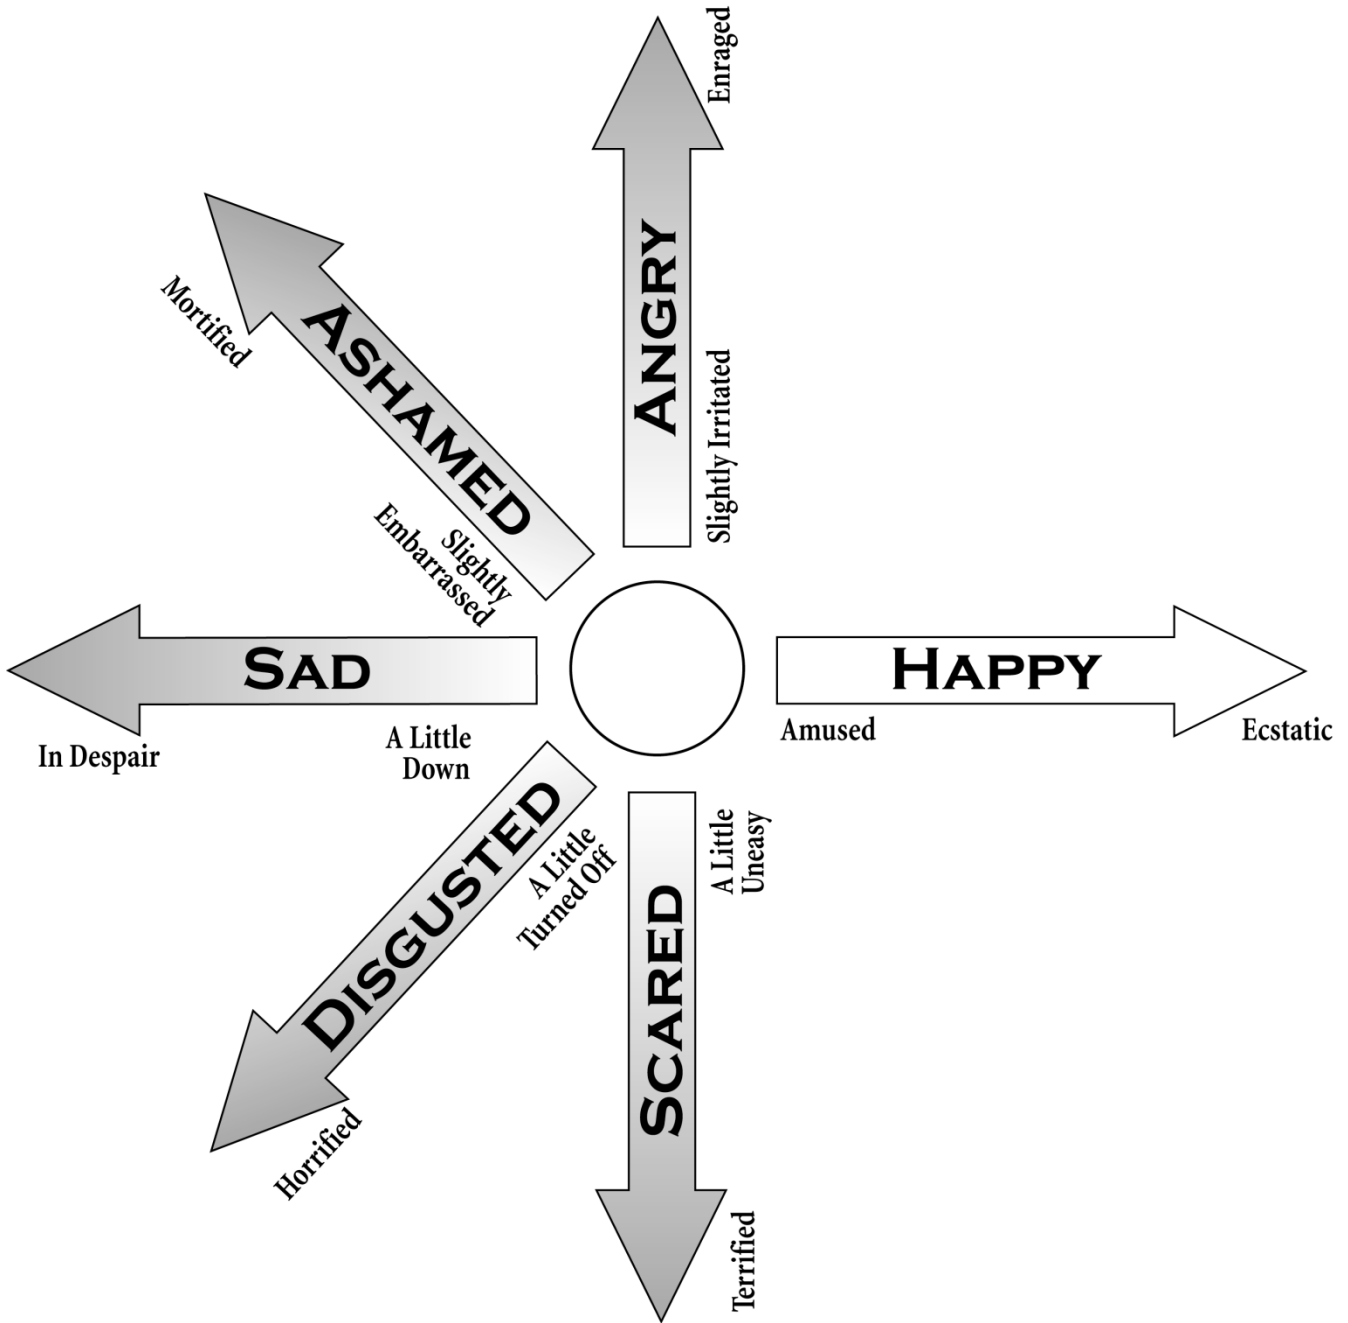 Enraged
ANGRY
Slightly Irritated
Mortified
ASHAMED
Slightly
Embarrassed
SAD
In Despair
A Little
Down
HAPPY
Amused
Ecstatic
DISGUSTED
A Little
Turned Off
Horrified
SCARED
A Little
Uneasy
Terrified